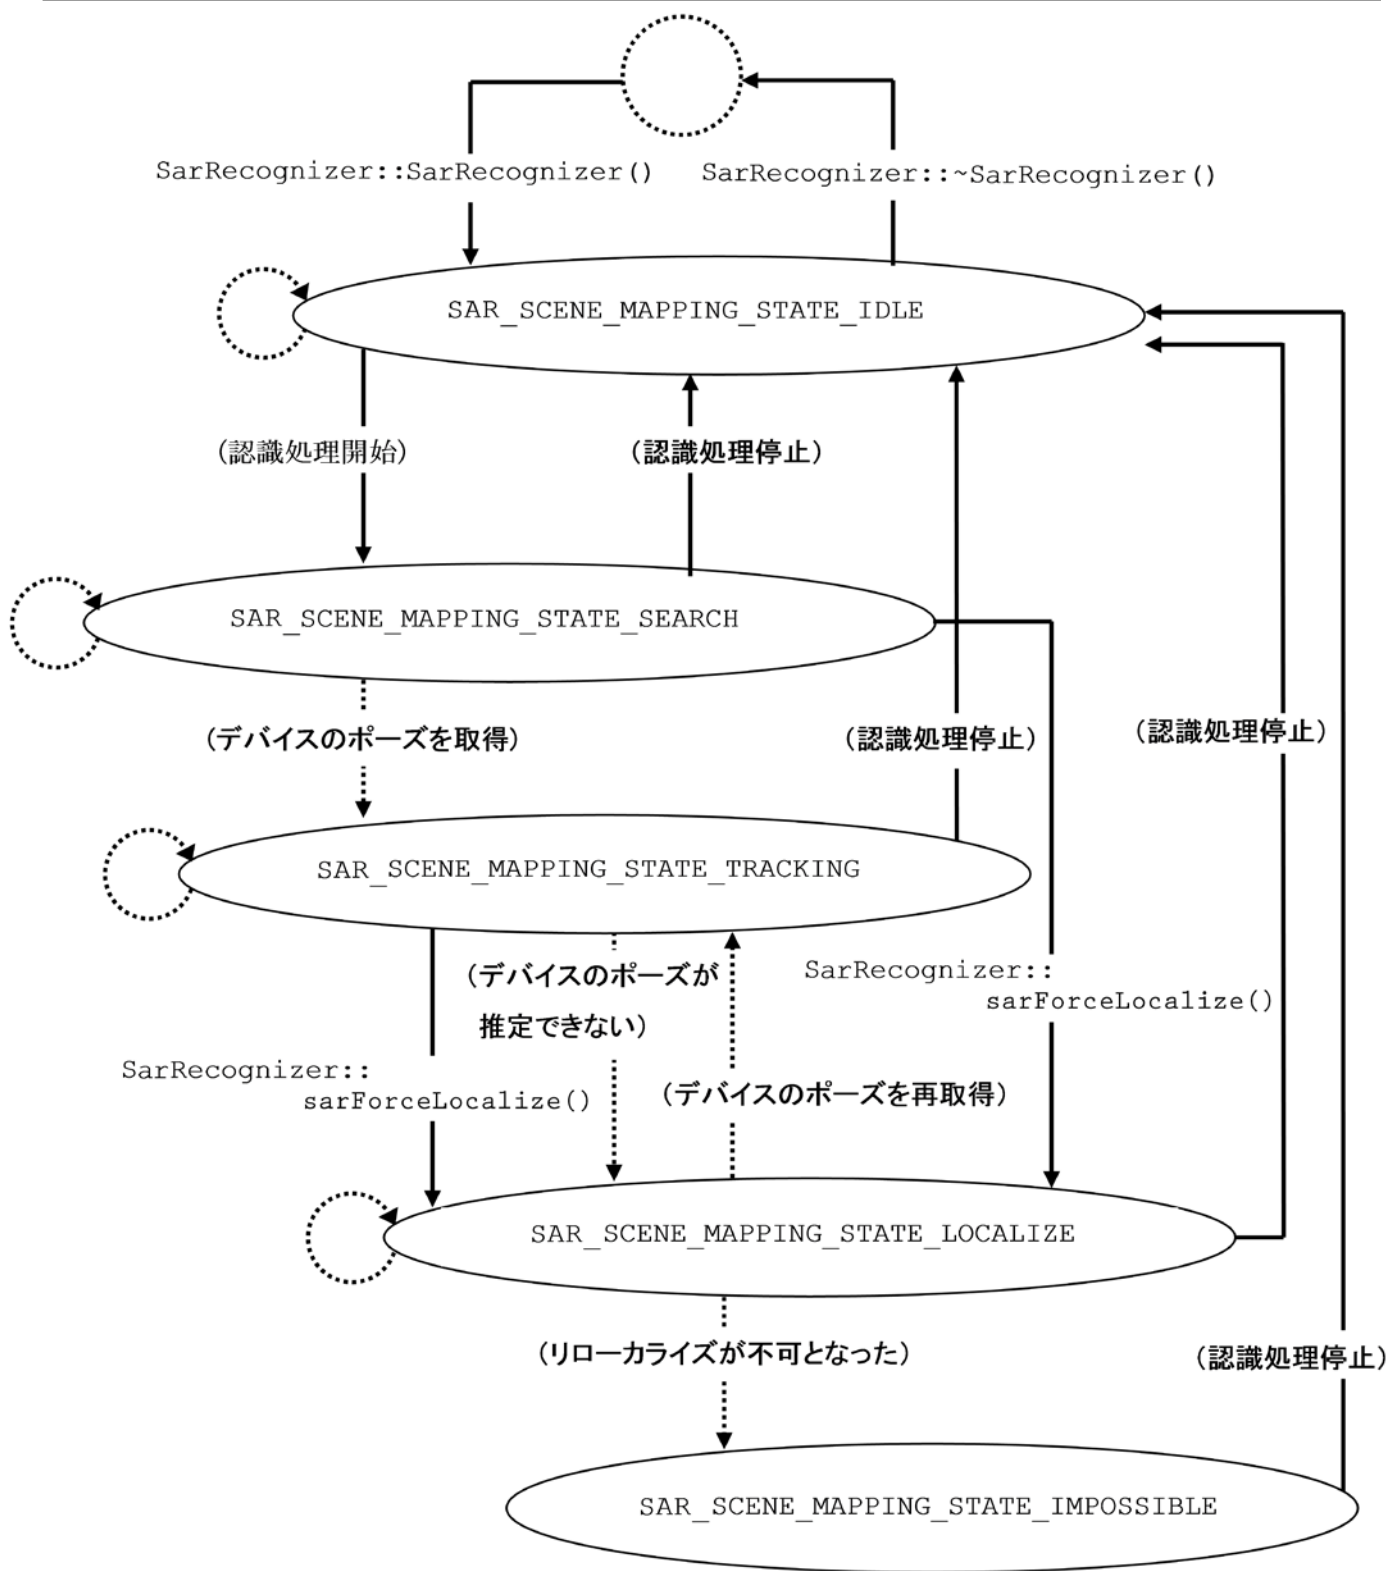 SarRecognizer::SarRecognizer()
SarRecognizer::~SarRecognizer()
SAR_SCENE_MAPPING_STATE_IDLE
(認識処理開始)
(認識処理停止)
SAR_SCENE_MAPPING_STATE_SEARCH
(デバイスのポーズを取得)
(認識処理停止)
(認識処理停止)
SAR_SCENE_MAPPING_STATE_TRACKING
(デバイスのポーズが
推定できない)
SarRecognizer::
sarForceLocalize()
SarRecognizer::
sarForceLocalize()
(デバイスのポーズを再取得)
SAR_SCENE_MAPPING_STATE_LOCALIZE
(リローカライズが不可となった)
(認識処理停止)
SAR_SCENE_MAPPING_STATE_IMPOSSIBLE